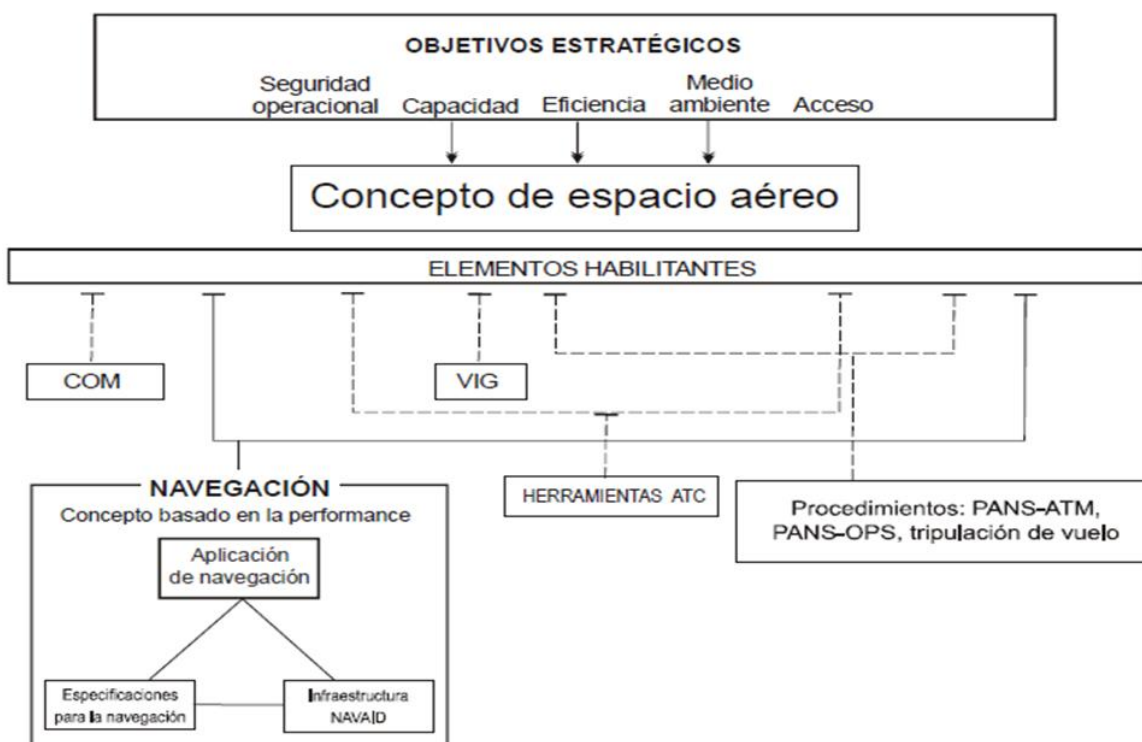 OBJETIVOS ESTRATÉGICOS
Seguridad operacional
Capacidad
Eficiencia
Medio ambiente
Acceso
Concepto de espacio aéreo
ELEMENTOS HABILITANTES
COM
VIG
NAVEGACIÓN
Concepto basado en la performance
Aplicación
de navegación
Especificaciones
para la navegación
Infraestructura
NAVAID
HERRAMIENTAS ATC
Procedimientos: PANS-ATM,
PANS-OPS, tripulación de vuelo